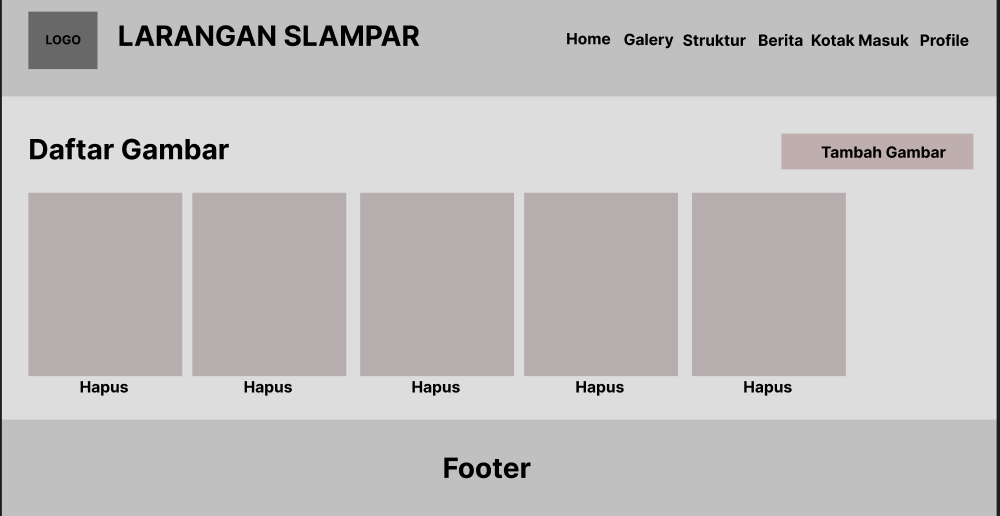 LOGO
LARANGAN SLAMPAR
Home Galery Struktur Berita Kotak Masuk Profile
Daftar Gambar
Tambah Gambar
Hapus Hapus Hapus Hapus Hapus
Footer